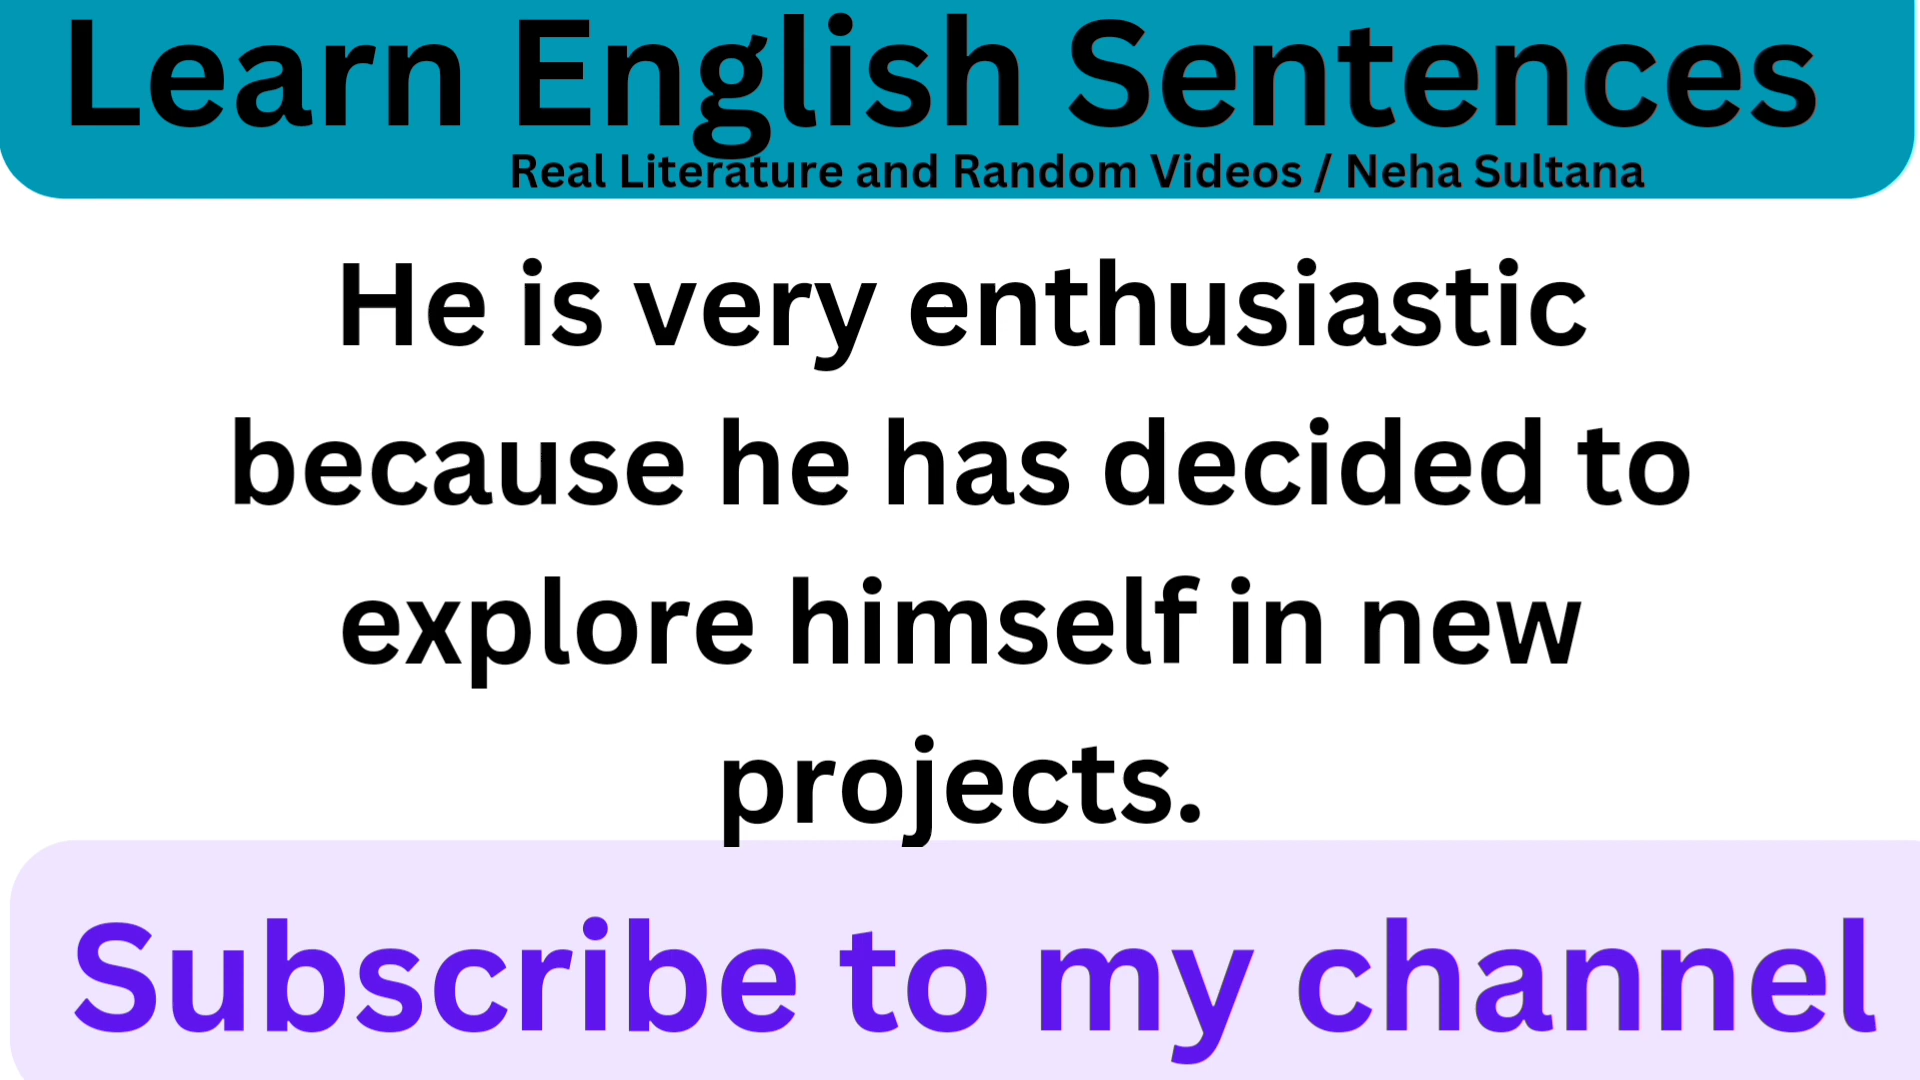 Learn English Sentences
Real Literature and Random Videos / Neha Sultana
He is very enthusiastic
because he has decided to
explore himself in new
projects.
Subscribe to my channel